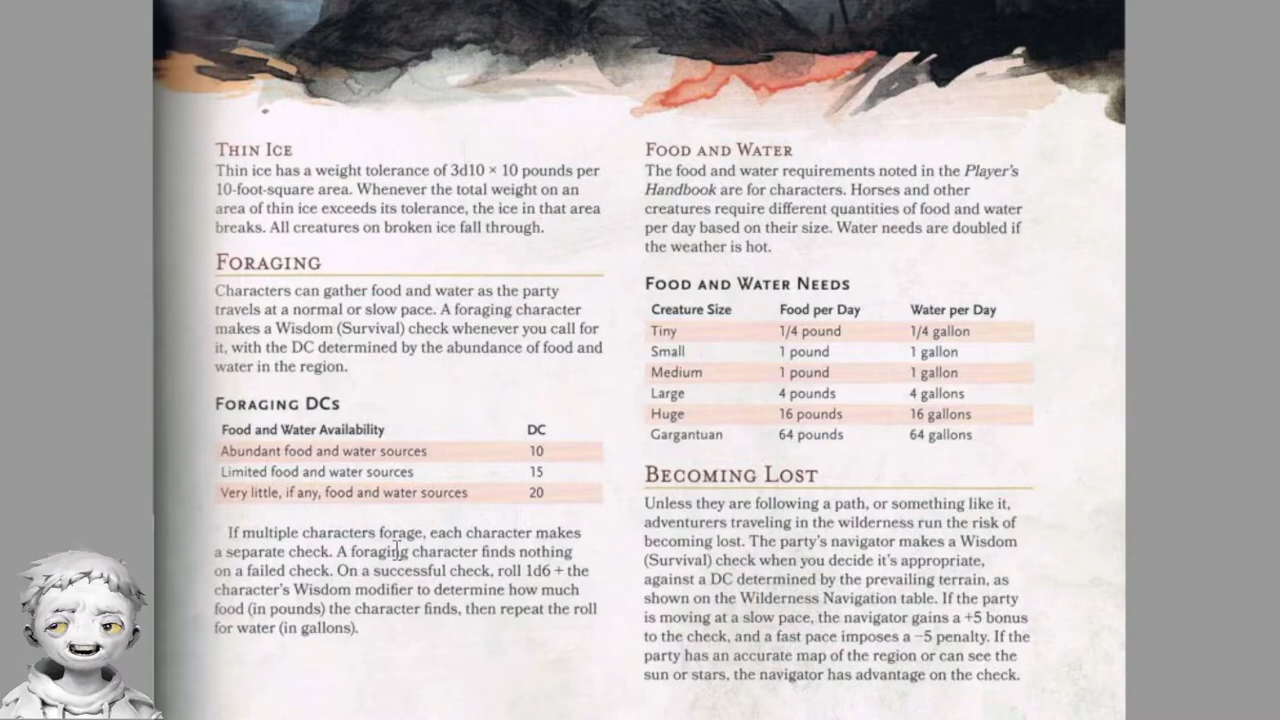 THIN ICE
Thin ice has a weight tolerance of 3d10 × 10 pounds per
10-foot-square area. Whenever the total weight on an
area of thin ice exceeds its tolerance, the ice in that area
breaks. All creatures on broken ice fall through.
FORAGING
Characters can gather food and water as the party
travels at a normal or slow pace. A foraging character
makes a Wisdom (Survival) check whenever you call for
it, with the DC determined by the abundance of food and
water in the region.
FORAGING DCs
Food and Water Availability DC
Abundant food and water sources 10
Limited food and water sources 15
Very little, if any, food and water sources 20
If multiple characters forage, each character makes
a separate check. A foraging character finds nothing
on a failed check. On a successful check, roll 1d6 + the
character's Wisdom modifier to determine how much
food (in pounds) the character finds, then repeat the roll
for water (in gallons).
FOOD AND WATER
The food and water requirements noted in the Player's
Handbook are for characters. Horses and other
creatures require different quantities of food and water
per day based on their size. Water needs are doubled if
the weather is hot.
FOOD AND WATER NEEDS
Creature Size Food per Day Water per Day
Tiny 1/4 pound 1/4 gallon
Small 1 pound 1 gallon
Medium 1 pound 1 gallon
Large 4 pounds 4 gallons
Huge 16 pounds 16 gallons
Gargantuan 64 pounds 64 gallons
BECOMING LOST
Unless they are following a path, or something like it,
adventurers traveling in the wilderness run the risk of
becoming lost. The party's navigator makes a Wisdom
(Survival) check when you decide it's appropriate,
against a DC determined by the prevailing terrain, as
shown on the Wilderness Navigation table. If the party
is moving at a slow pace, the navigator gains a +5 bonus
to the check, and a fast pace imposes a −5 penalty. If the
party has an accurate map of the region or can see the
sun or stars, the navigator has advantage on the check.